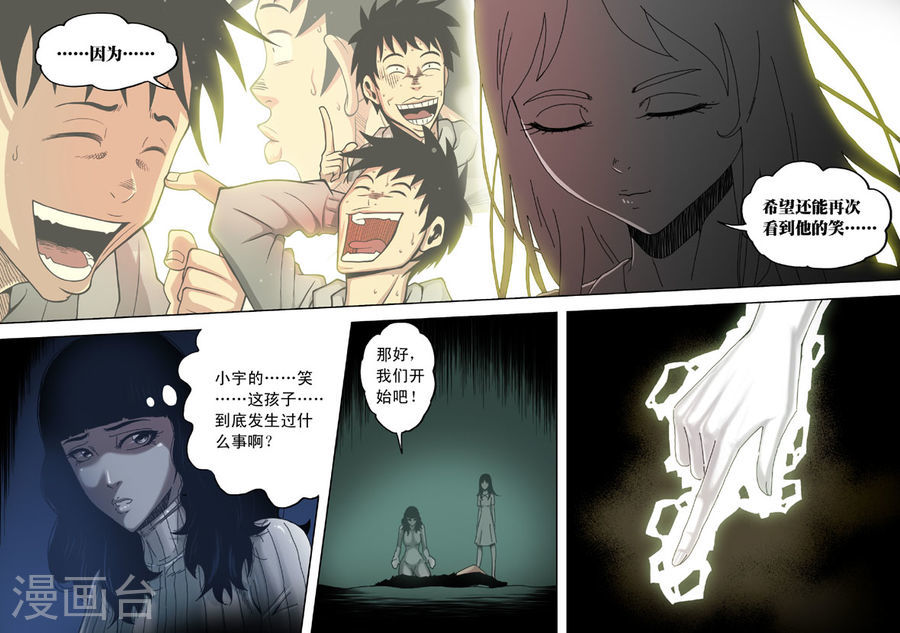 ……因为……
希望还能再次
看到他的笑……
小宇的……笑
……这孩子……
到底发生过什
么事啊？
那好，
我们开
始吧！
漫画台